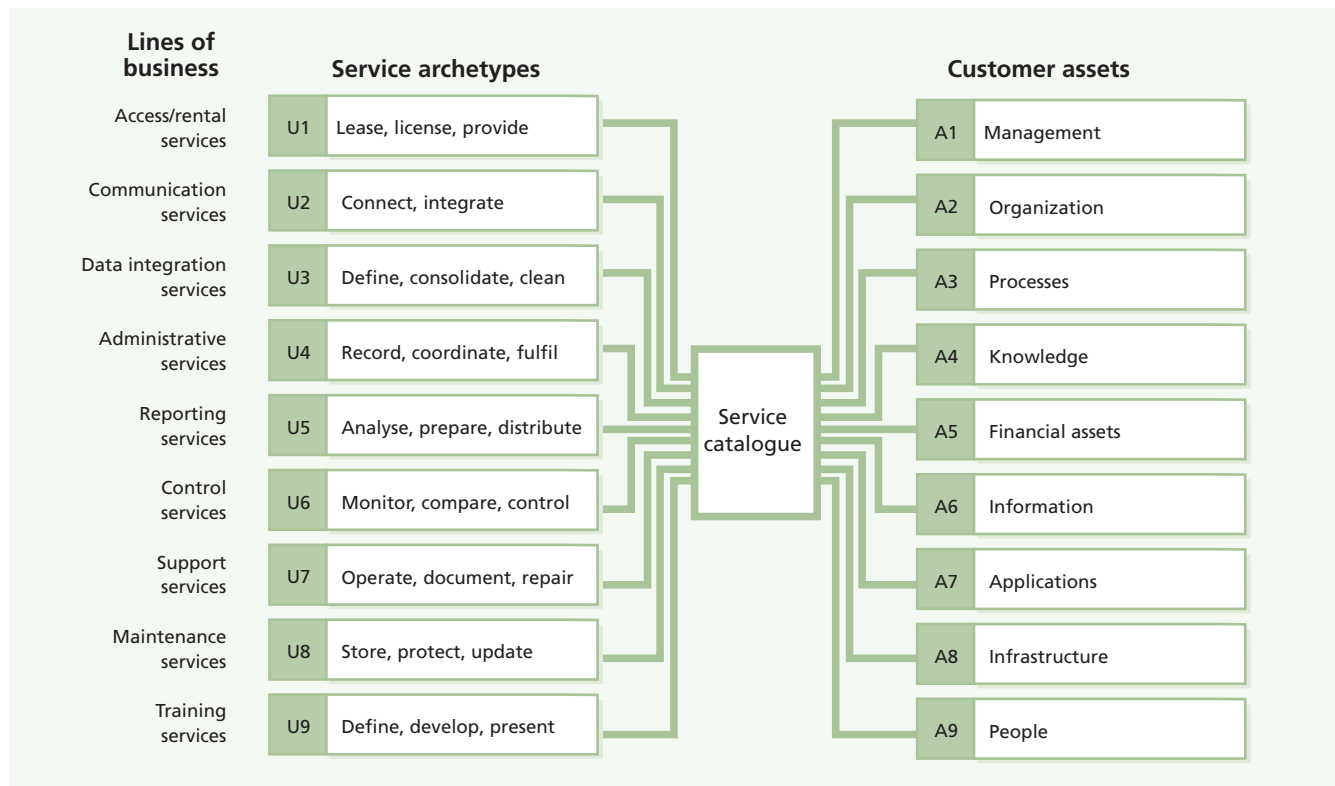 Lines of
business
Service archetypes
Customer assets
Access/rental
services
U1
Lease, license, provide
Communication
services
U2
Connect, integrate
Data integration
services
U3
Define, consolidate, clean
Administrative
services
U4
Record, coordinate, fulfil
Reporting
services
U5
Analyse, prepare, distribute
Control
services
U6
Monitor, compare, control
Support
services
U7
Operate, document, repair
Maintenance
services
U8
Store, protect, update
Training
services
U9
Define, develop, present
Service
catalogue
A1
Management
A2
Organization
A3
Processes
A4
Knowledge
A5
Financial assets
A6
Information
A7
Applications
A8
Infrastructure
A9
People